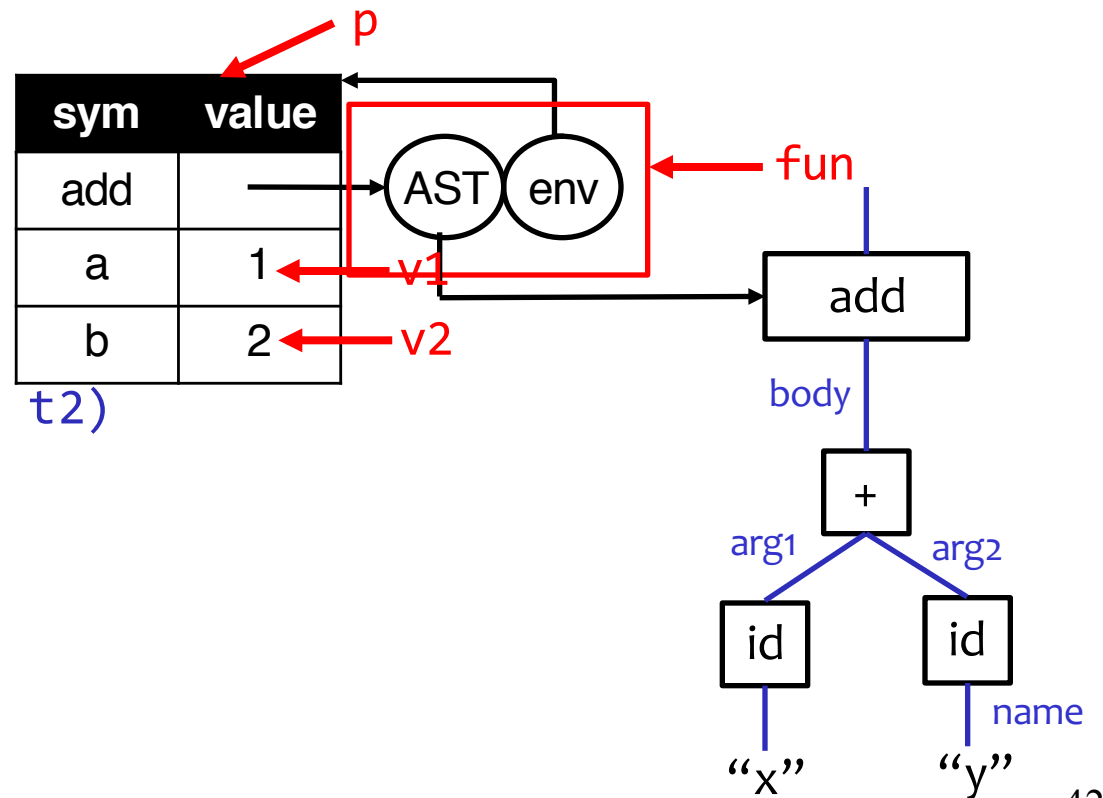 p
sym value
add
AST env
fun
a 1
v1
add
b 2
v2
t2)
body
+
arg1 arg2
id id
name
“x” “y”